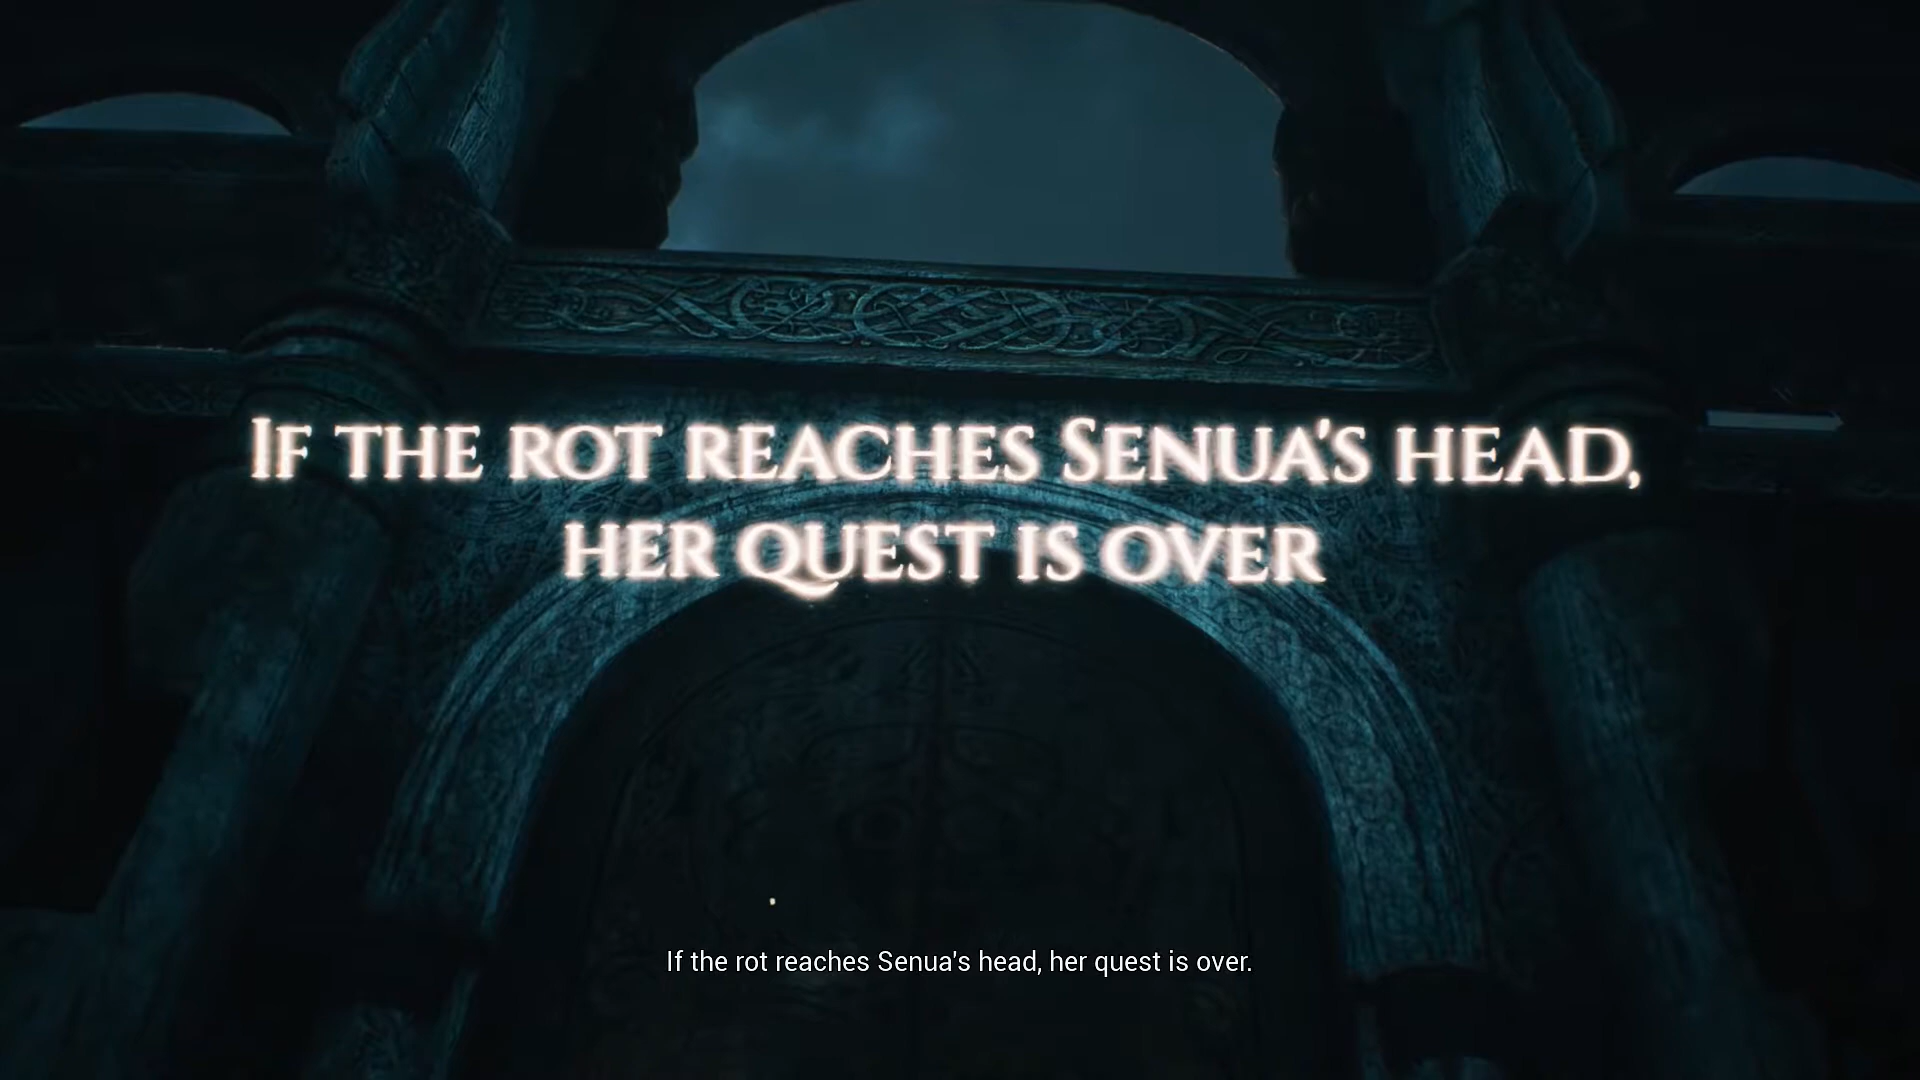 If the rot reaches Senua's head,
her quest is over
If the rot reaches Senua's head, her quest is over.